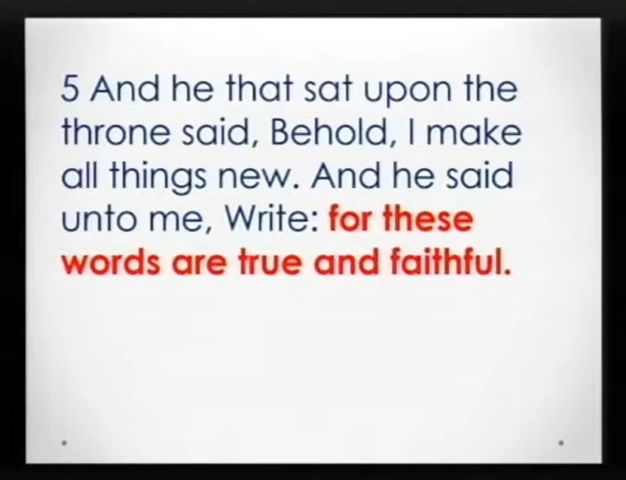 5 And he that sat upon the
throne said, Behold, I make
all things new. And he said
unto me, Write: for these
words are true and faithful.